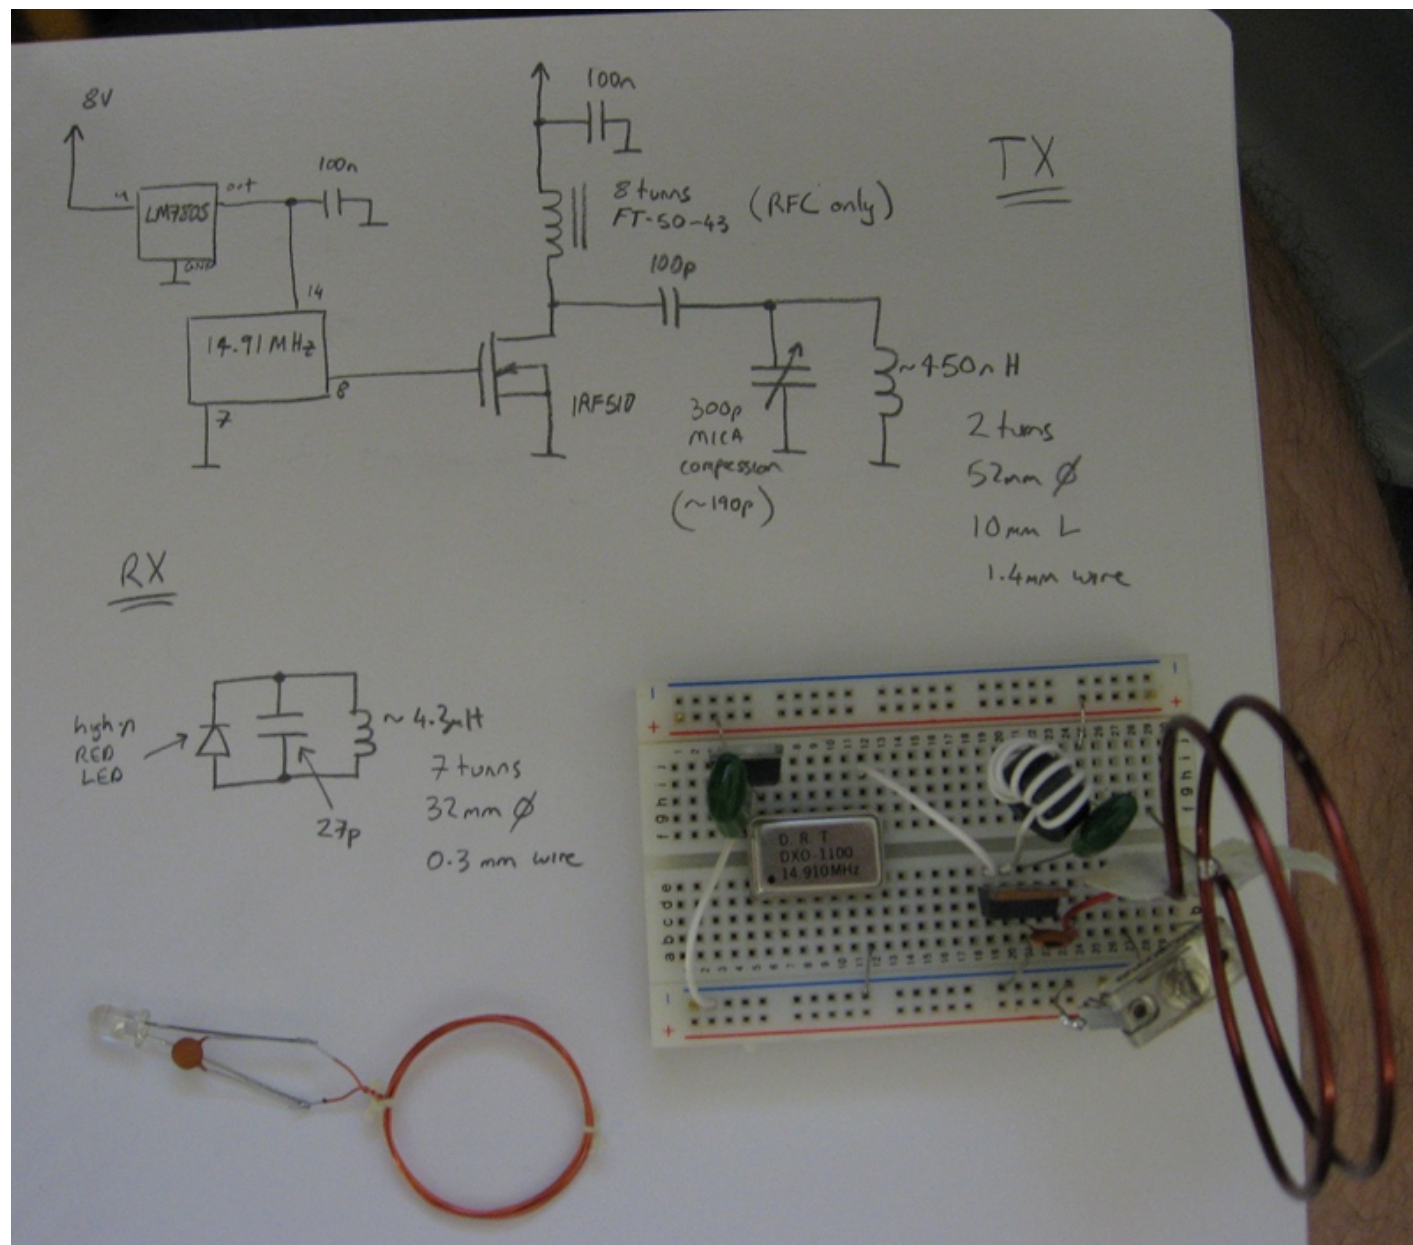 8V
LM7805
out
GND
100n
14
14.91MHz
7
8
100n
8 turns
FT-50-43
(RFC only)
TX
100p
IRF510
300p
MICA
compession
(~190p)
~450nH
2 turns
52mm Ø
10mm L
1.4mm wire
RX
high-η
RED
LED
27p
~4.3μH
7 turns
32mm Ø
0.3mm wire
D.R.T
DXO-1100
14.910MHz